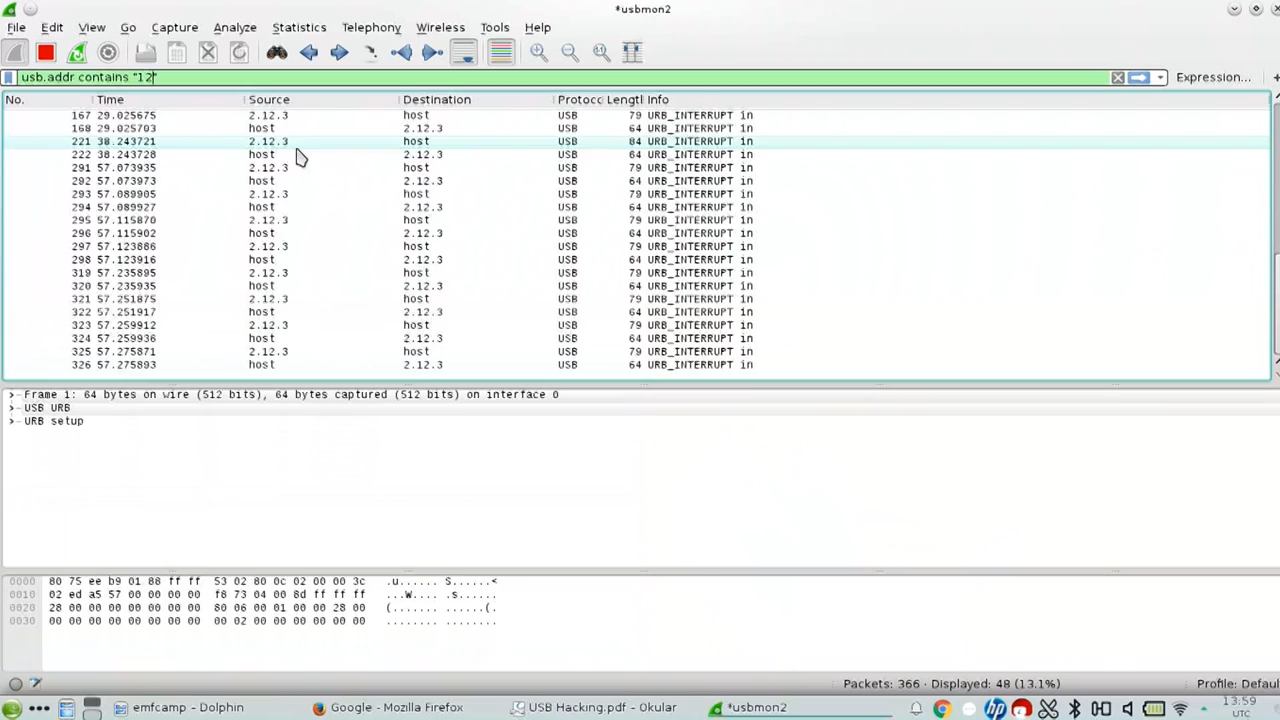 *usbmon2
File Edit View Go Capture Analyze Statistics Telephony Wireless Tools Help
usb.addr contains "12" Expression... +
No. Time Source Destination Protoco Lengtl Info
167 29.025675 2.12.3 host USB 79 URB_INTERRUPT in
168 29.025703 host 2.12.3 USB 64 URB_INTERRUPT in
221 38.243721 2.12.3 host USB 84 URB_INTERRUPT in
222 38.243728 host 2.12.3 USB 64 URB_INTERRUPT in
291 57.073935 2.12.3 host USB 79 URB_INTERRUPT in
292 57.073973 host 2.12.3 USB 64 URB_INTERRUPT in
293 57.089905 2.12.3 host USB 79 URB_INTERRUPT in
294 57.089927 host 2.12.3 USB 64 URB_INTERRUPT in
295 57.115870 2.12.3 host USB 79 URB_INTERRUPT in
296 57.115902 host 2.12.3 USB 64 URB_INTERRUPT in
297 57.123886 2.12.3 host USB 79 URB_INTERRUPT in
298 57.123916 host 2.12.3 USB 64 URB_INTERRUPT in
319 57.235895 2.12.3 host USB 79 URB_INTERRUPT in
320 57.235935 host 2.12.3 USB 64 URB_INTERRUPT in
321 57.251875 2.12.3 host USB 79 URB_INTERRUPT in
322 57.251917 host 2.12.3 USB 64 URB_INTERRUPT in
323 57.259912 2.12.3 host USB 79 URB_INTERRUPT in
324 57.259936 host 2.12.3 USB 64 URB_INTERRUPT in
325 57.275871 2.12.3 host USB 79 URB_INTERRUPT in
326 57.275893 host 2.12.3 USB 64 URB_INTERRUPT in
Frame 1: 64 bytes on wire (512 bits), 64 bytes captured (512 bits) on interface 0
USB URB
URB setup
0000 80 75 ee b9 01 88 ff ff 53 02 80 0c 02 00 00 3c .u...... S......<
0010 02 ed a5 57 00 00 00 00 f8 73 04 00 8d ff ff ff ...W.... .s......
0020 28 00 00 00 00 00 00 00 80 06 00 01 00 00 28 00 (....... ......(.
0030 00 00 00 00 00 00 00 00 00 02 00 00 00 00 00 00 ........ ........
Packets: 366 · Displayed: 48 (13.1%) Profile: Defau
emfcamp – Dolphin Google - Mozilla Firefox USB Hacking.pdf - Okular *usbmon2 hp 13:59
UTC